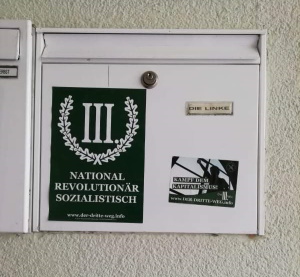 DIE LINKE
III
NATIONAL
REVOLUTIONÄR
SOZIALISTISCH
www.der-dritte-weg.info
KAMPF DEM
KAPITALISMUS!
www.DER-DRITTE-WEG.info